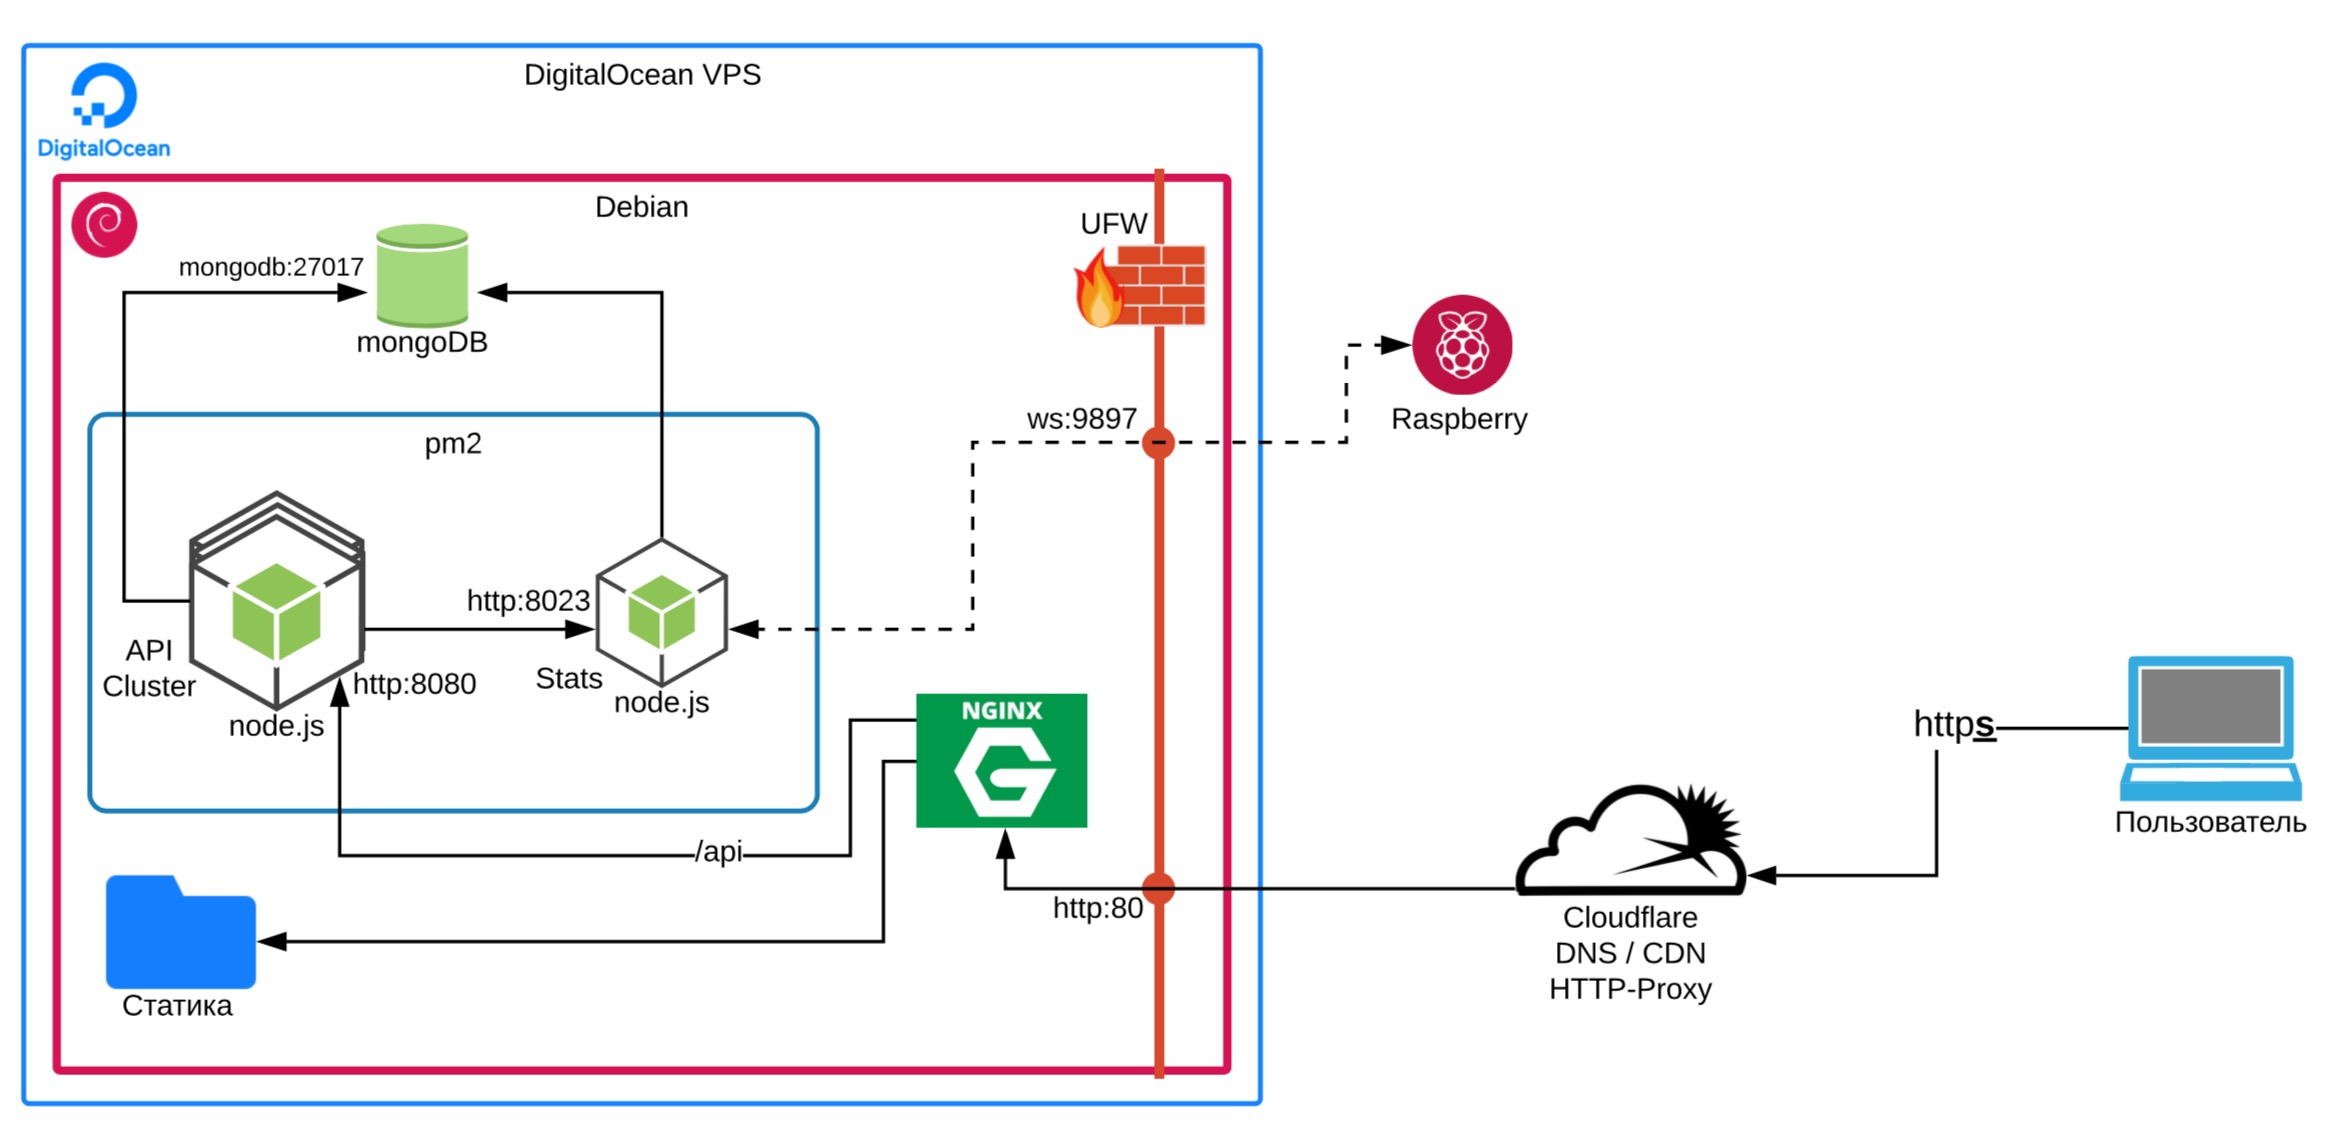 DigitalOcean VPS
DigitalOcean
Debian
UFW
mongodb:27017
mongoDB
ws:9897
Raspberry
pm2
http:8023
API
Cluster
http:8080
node.js
Stats
node.js
NGINX
https
Пользователь
/api
http:80
Cloudflare
DNS / CDN
HTTP-Proxy
Статика